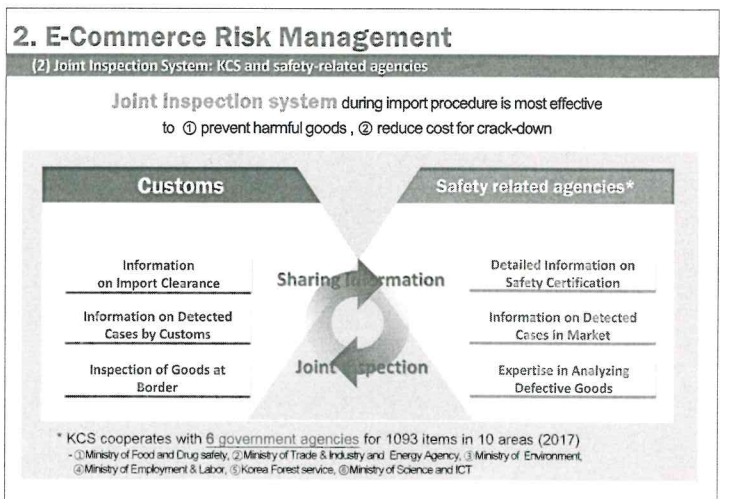 2. E-Commerce Risk Management
(2) Joint Inspection System: KCS and safety-related agencies
Joint Inspection system during import procedure is most effective
to ① prevent harmful goods , ② reduce cost for crack-down
Customs
Safety related agencies*
Information
on Import Clearance
Information on Detected
Cases by Customs
Inspection of Goods at
Border
Sharing Information
Joint Inspection
Detailed Information on
Safety Certification
Information on Detected
Cases in Market
Expertise in Analyzing
Defective Goods
* KCS cooperates with 6 government agencies for 1093 items in 10 areas (2017)
- ①Ministry of Food and Drug safety, ②Ministry of Trade & Industry and Energy Agency, ③Ministry of Environment,
④Ministry of Employment & Labor, ⑤Korea Forest service, ⑥Ministry of Science and ICT